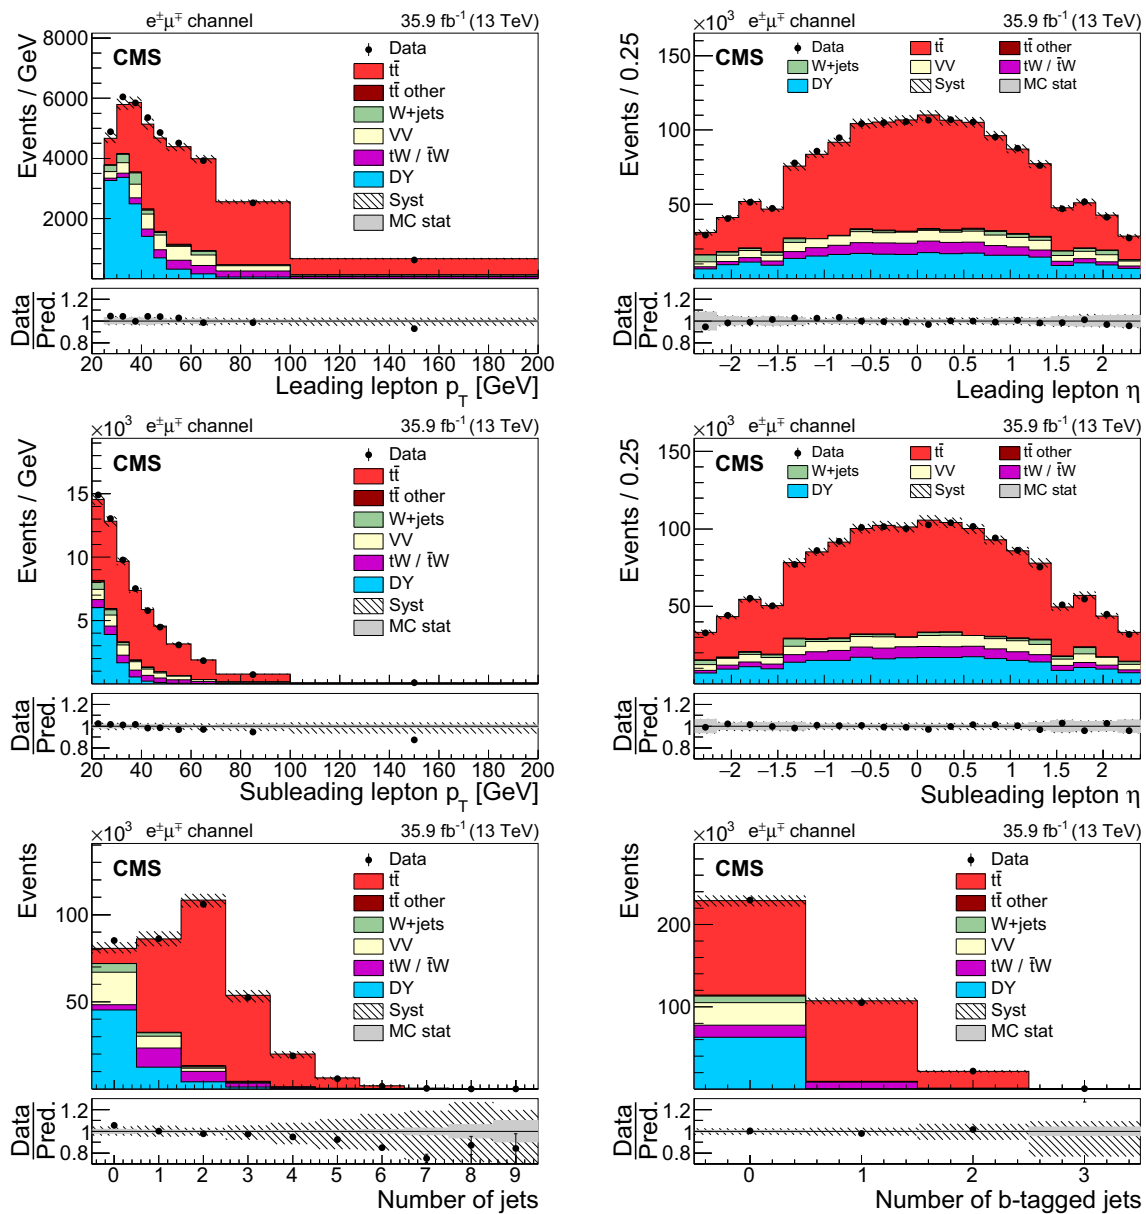 e±μ∓ channel 35.9 fb⁻¹ (13 TeV)
CMS
Events / GeV
8000
6000
4000
2000
Data
tt̄
tt̄ other
W+jets
VV
tW / t̄W
DY
Syst
MC stat
Data
Pred.
1.2
1
0.8
20 40 60 80 100 120 140 160 180 200
Leading lepton p_T [GeV]
×10³ e±μ∓ channel 35.9 fb⁻¹ (13 TeV)
CMS
Events / 0.25
150
100
50
Data tt̄ tt̄ other
W+jets VV tW / t̄W
DY Syst MC stat
Data
Pred.
1.2
1
0.8
−2 −1.5 −1 −0.5 0 0.5 1 1.5 2
Leading lepton η
×10³ e±μ∓ channel 35.9 fb⁻¹ (13 TeV)
CMS
Events / GeV
15
10
5
Data
tt̄
tt̄ other
W+jets
VV
tW / t̄W
DY
Syst
MC stat
Data
Pred.
1.2
1
0.8
20 40 60 80 100 120 140 160 180 200
Subleading lepton p_T [GeV]
×10³ e±μ∓ channel 35.9 fb⁻¹ (13 TeV)
CMS
Events / 0.25
150
100
50
Data tt̄ tt̄ other
W+jets VV tW / t̄W
DY Syst MC stat
Data
Pred.
1.2
1
0.8
−2 −1.5 −1 −0.5 0 0.5 1 1.5 2
Subleading lepton η
×10³ e±μ∓ channel 35.9 fb⁻¹ (13 TeV)
CMS
Events
100
50
Data
tt̄
tt̄ other
W+jets
VV
tW / t̄W
DY
Syst
MC stat
Data
Pred.
1.2
1
0.8
0 1 2 3 4 5 6 7 8 9
Number of jets
×10³ e±μ∓ channel 35.9 fb⁻¹ (13 TeV)
CMS
Events
200
100
Data
tt̄
tt̄ other
W+jets
VV
tW / t̄W
DY
Syst
MC stat
Data
Pred.
1.2
1
0.8
0 1 2 3
Number of b-tagged jets